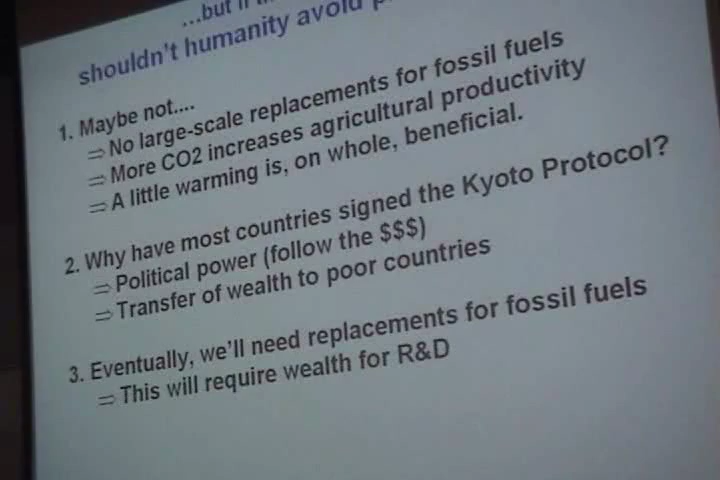 ...but if
shouldn't humanity avoid
1. Maybe not....
⇒ No large-scale replacements for fossil fuels
⇒ More CO2 increases agricultural productivity
⇒ A little warming is, on whole, beneficial.
2. Why have most countries signed the Kyoto Protocol?
⇒ Political power (follow the $$$)
⇒ Transfer of wealth to poor countries
3. Eventually, we'll need replacements for fossil fuels
⇒ This will require wealth for R&D